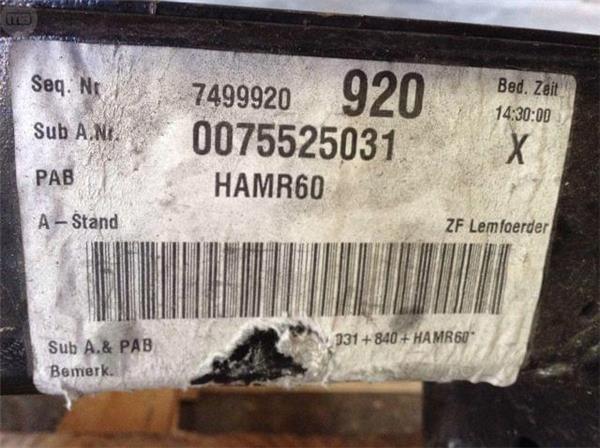 Seq. Nr 7499920 920 Bed. Zeit
14:30:00
Sub A.Nr. 0075525031 X
PAB HAMR60
A-Stand ZF Lemfoerder
Sub A.& PAB 031+840+HAMR60*
Bemerk.